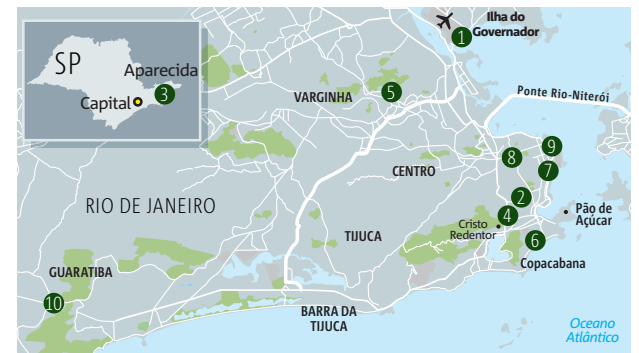 SP
Aparecida
Capital
3
1
Ilha do
Governador
VARGINHA
5
Ponte Rio-Niterói
CENTRO
8
9
7
RIO DE JANEIRO
2
4
Cristo
Redentor
Pão de
Açúcar
TIJUCA
6
Copacabana
GUARATIBA
10
BARRA DA
TIJUCA
Oceano
Atlântico